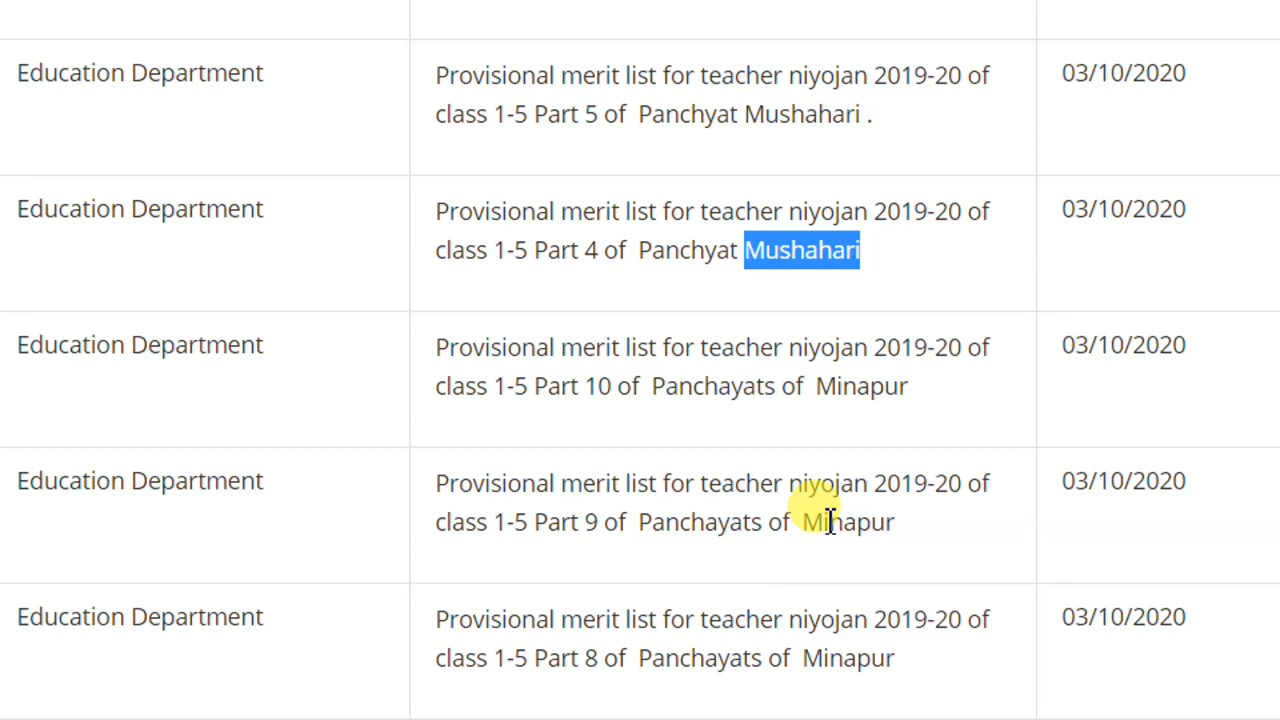 Education Department
Provisional merit list for teacher niyojan 2019-20 of
class 1-5 Part 5 of  Panchyat Mushahari .
03/10/2020
Education Department
Provisional merit list for teacher niyojan 2019-20 of
class 1-5 Part 4 of  Panchyat Mushahari
03/10/2020
Education Department
Provisional merit list for teacher niyojan 2019-20 of
class 1-5 Part 10 of  Panchayats of  Minapur
03/10/2020
Education Department
Provisional merit list for teacher niyojan 2019-20 of
class 1-5 Part 9 of  Panchayats of  Minapur
03/10/2020
Education Department
Provisional merit list for teacher niyojan 2019-20 of
class 1-5 Part 8 of  Panchayats of  Minapur
03/10/2020